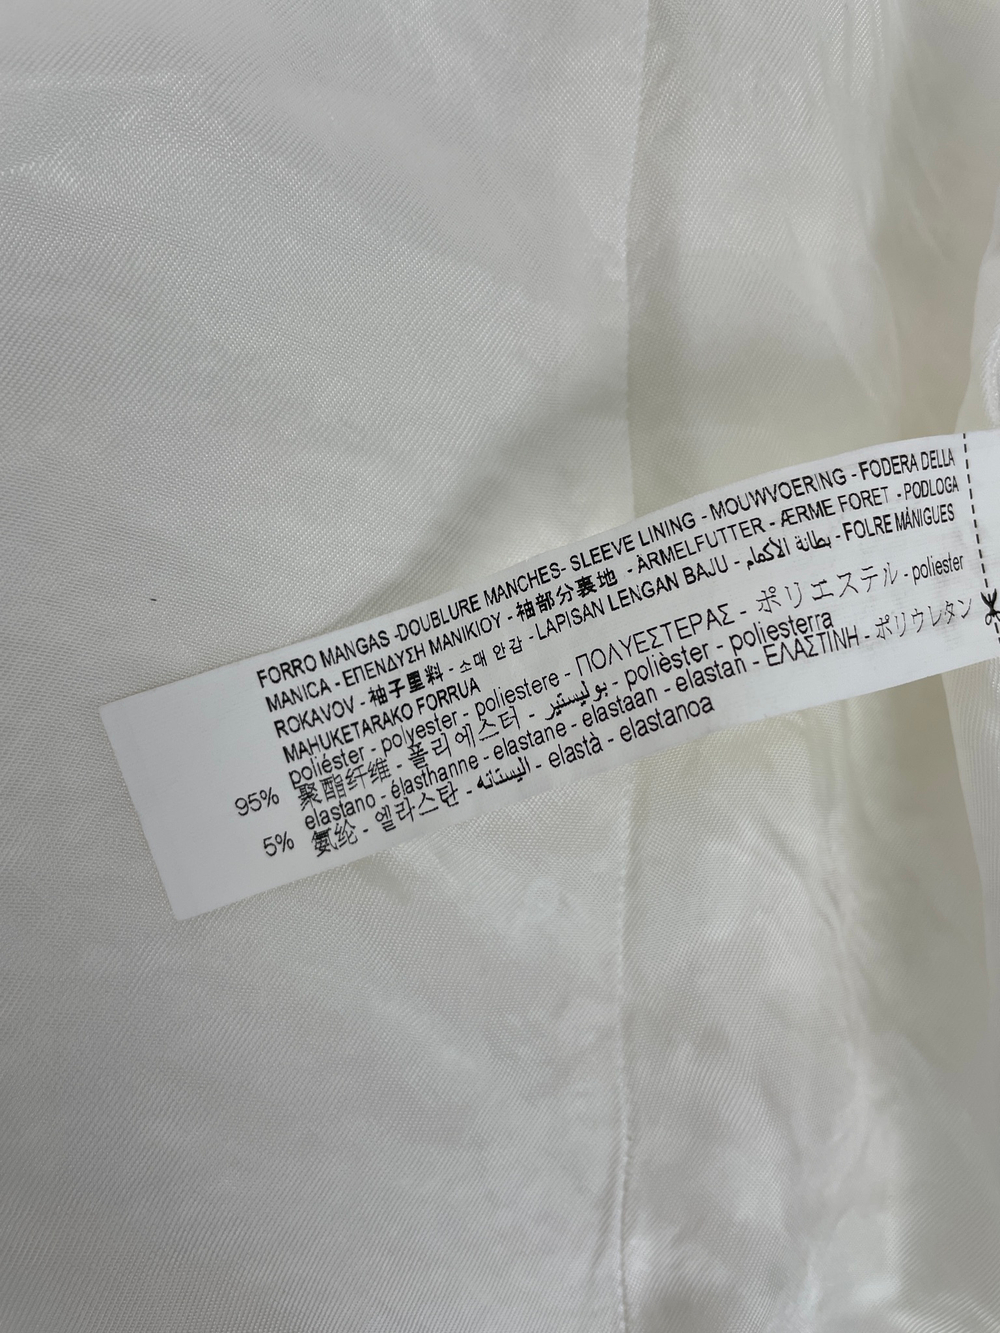 FORRO MANGAS -DOUBLURE MANCHES- SLEEVE LINING - MOUWVOERING - FODERA DELLA
MANICA - ΕΠΕΝΔΥΣΗ ΜΑΝΙΚΙΟΥ - 袖部分裏地 - ÄRMELFUTTER - ÆRME FORET - PODLOGA
ROKAVOV - 袖子里料 - 소매 안감 - LAPISAN LENGAN BAJU - بطانة الأكمام - FOLRE MÀNIGUES
MAHUKETARAKO FORRUA
poliéster - polyester - poliestere - ΠΟΛΥΕΣΤΕΡΑΣ - ポリエステル - poliester
95% 聚酯纤维 - 폴리에스터 - بوليستير - polièster - poliesterra
elastano - élasthanne - elastane - elastaan - elastan - ΕΛΑΣΤΙΝΗ - ポリウレタン
5% 氨纶 - 엘라스탄 - اليستانه - elastà - elastanoa